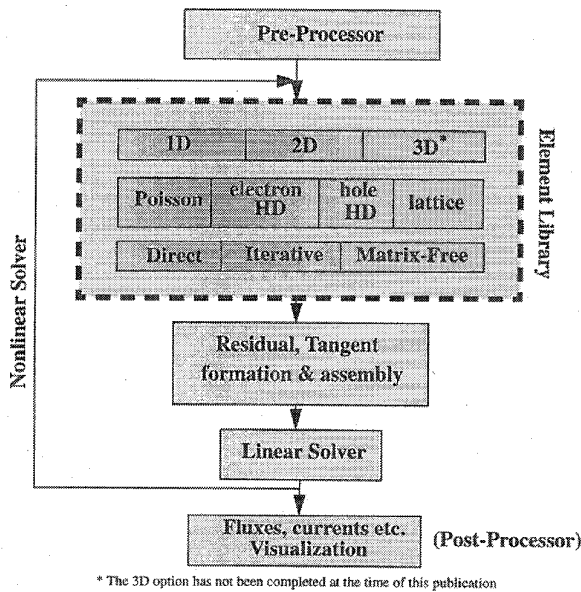 Pre-Processor
1D 2D 3D*
Poisson electron HD hole HD lattice
Direct Iterative Matrix-Free
Element Library
Nonlinear Solver
Residual, Tangent
formation & assembly
Linear Solver
Fluxes, currents etc.
Visualization
(Post-Processor)
* The 3D option has not been completed at the time of this publication